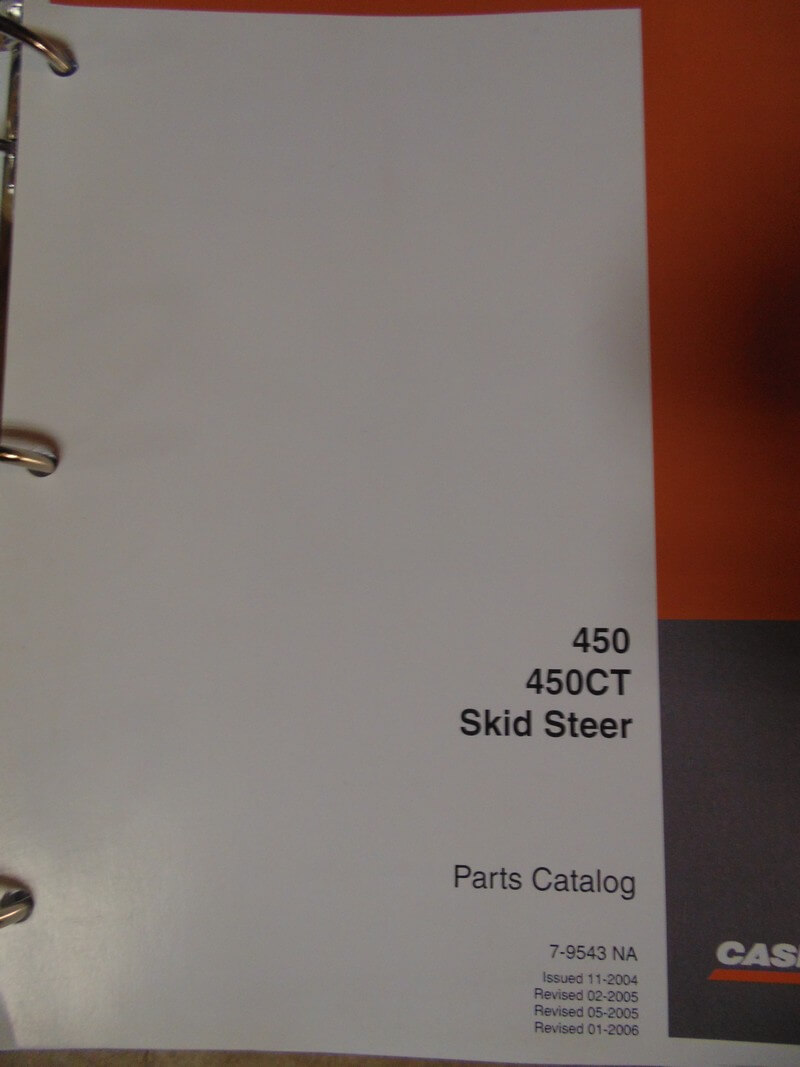 450
450CT
Skid Steer
Parts Catalog
7-9543 NA
Issued 11-2004
Revised 02-2005
Revised 05-2005
Revised 01-2006
CAS